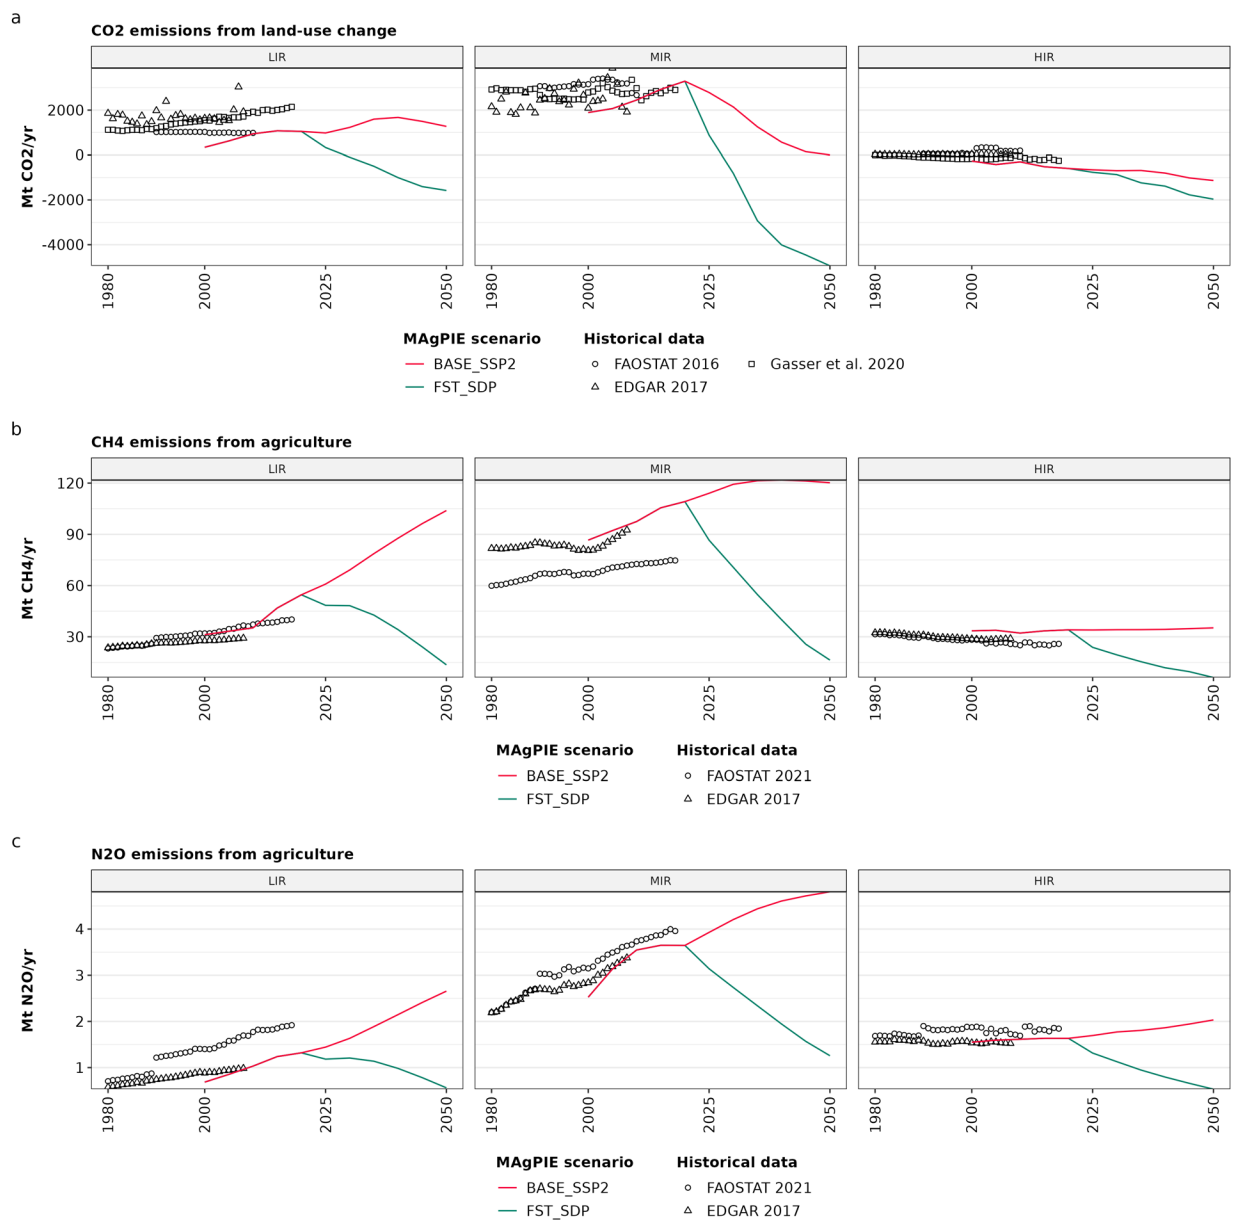 a
CO2 emissions from land-use change
LIR MIR HIR
Mt CO2/yr
2000
0
-2000
-4000
1980 2000 2025 2050 1980 2000 2025 2050 1980 2000 2025 2050
MAgPIE scenario Historical data
BASE_SSP2 FAOSTAT 2016 Gasser et al. 2020
FST_SDP EDGAR 2017
b
CH4 emissions from agriculture
LIR MIR HIR
Mt CH4/yr
120
90
60
30
1980 2000 2025 2050 1980 2000 2025 2050 1980 2000 2025 2050
MAgPIE scenario Historical data
BASE_SSP2 FAOSTAT 2021
FST_SDP EDGAR 2017
c
N2O emissions from agriculture
LIR MIR HIR
Mt N2O/yr
4
3
2
1
1980 2000 2025 2050 1980 2000 2025 2050 1980 2000 2025 2050
MAgPIE scenario Historical data
BASE_SSP2 FAOSTAT 2021
FST_SDP EDGAR 2017